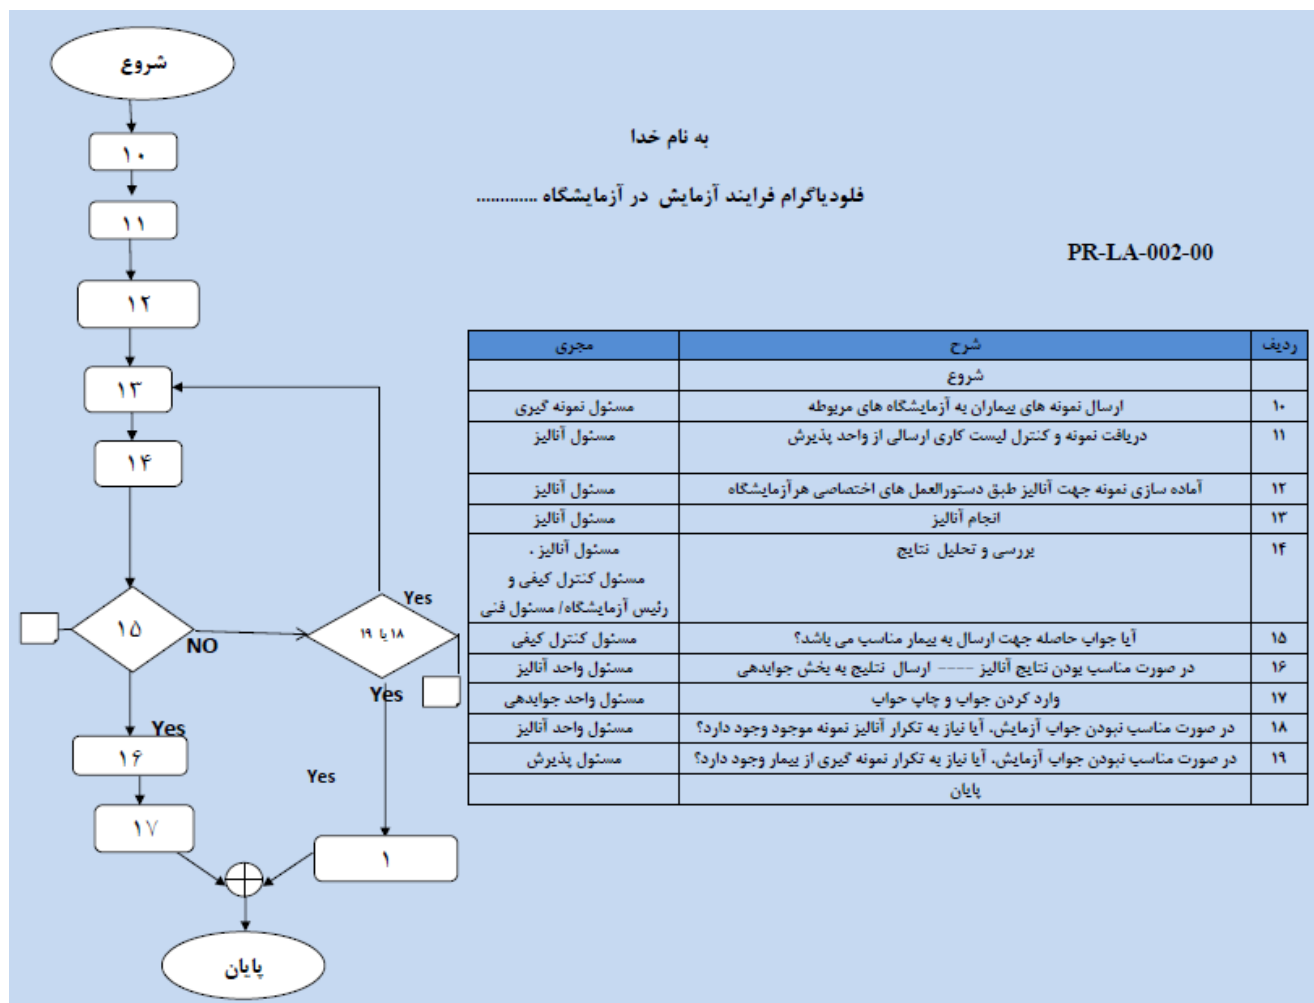 شروع
۱۰
۱۱
۱۲
۱۳
۱۴
۱۵
NO
۱۸ یا ۱۹
Yes
Yes
Yes
۱۶
Yes
۱۷
۱
پایان
به نام خدا
فلودیاگرام فرایند آزمایش در آزمایشگاه .............
PR-LA-002-00
ردیف شرح مجری
شروع
۱۰ ارسال نمونه های بیماران به آزمایشگاه های مربوطه مسئول نمونه گیری
۱۱ دریافت نمونه و کنترل لیست کاری ارسالی از واحد پذیرش مسئول آنالیز
۱۲ آماده سازی نمونه جهت آنالیز طبق دستورالعمل های اختصاصی هرآزمایشگاه مسئول آنالیز
۱۳ انجام آنالیز مسئول آنالیز
۱۴ بررسی و تحلیل نتایج مسئول آنالیز ،
مسئول کنترل کیفی و
رئیس آزمایشگاه/ مسئول فنی
۱۵ آیا جواب حاصله جهت ارسال به بیمار مناسب می باشد؟ مسئول کنترل کیفی
۱۶ در صورت مناسب بودن نتایج آنالیز ---- ارسال نتلیج به بخش جوابدهی مسئول واحد آنالیز
۱۷ وارد کردن جواب و چاپ حواب مسئول واحد جوابدهی
۱۸ در صورت مناسب نبودن جواب آزمایش، آیا نیاز به تکرار آنالیز نمونه موجود وجود دارد؟ مسئول واحد آنالیز
۱۹ در صورت مناسب نبودن جواب آزمایش، آیا نیاز به تکرار نمونه گیری از بیمار وجود دارد؟ مسئول پذیرش
پایان